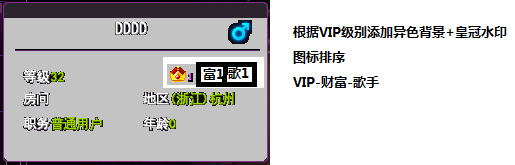 DDDD
等级32
富1 歌1
房间
地区(浙江) 杭州
职务普通用户
年龄0
根据VIP级别添加异色背景+皇冠水印
图标排序
VIP-财富-歌手